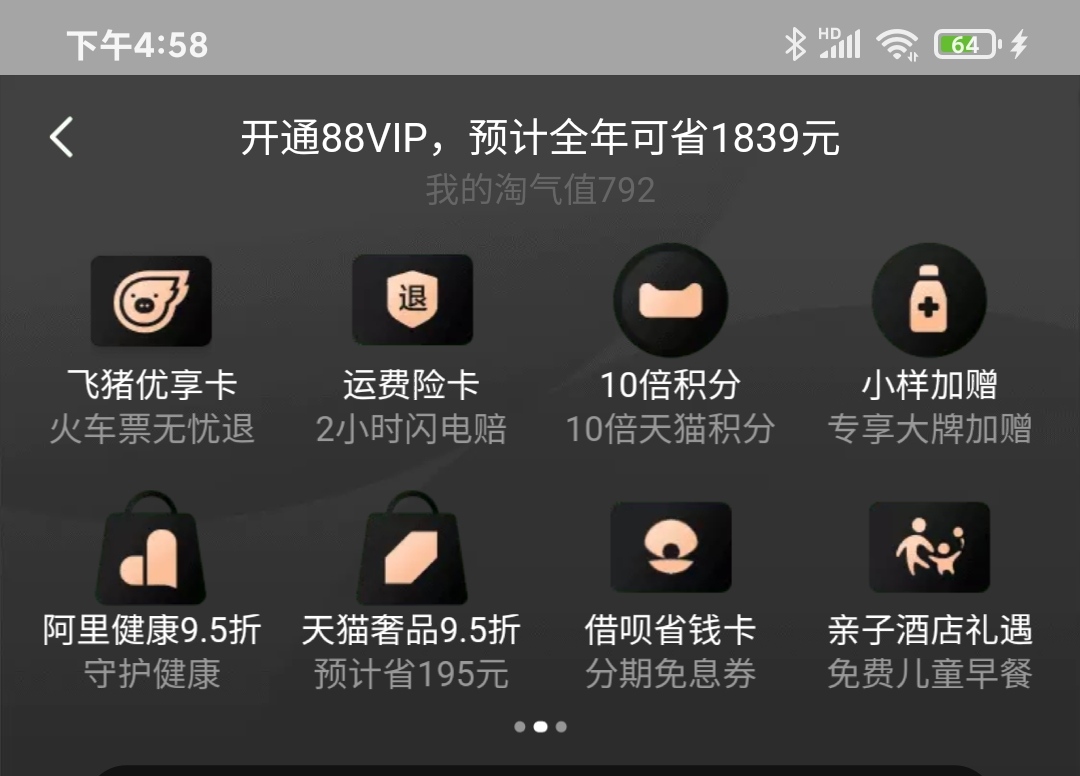 下午4:58
HD
64
开通88VIP，预计全年可省1839元
我的淘气值792
退
飞猪优享卡 运费险卡 10倍积分 小样加赠
火车票无忧退 2小时闪电赔 10倍天猫积分 专享大牌加赠
阿里健康9.5折 天猫奢品9.5折 借呗省钱卡 亲子酒店礼遇
守护健康 预计省195元 分期免息券 免费儿童早餐